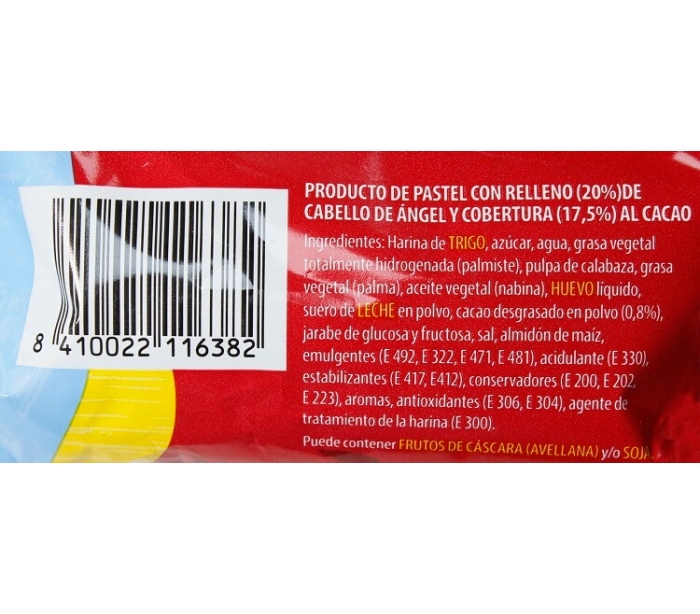 PRODUCTO DE PASTEL CON RELLENO (20%)DE
CABELLO DE ÁNGEL Y COBERTURA (17,5%) AL CACAO
Ingredientes: Harina de TRIGO, azúcar, agua, grasa vegetal
totalmente hidrogenada (palmiste), pulpa de calabaza, grasa
vegetal (palma), aceite vegetal (nabina), HUEVO líquido,
suero de LECHE en polvo, cacao desgrasado en polvo (0,8%),
jarabe de glucosa y fructosa, sal, almidón de maíz,
emulgentes (E 492, E 322, E 471, E 481), acidulante (E 330),
estabilizantes (E 417, E412), conservadores (E 200, E 202,
E 223), aromas, antioxidantes (E 306, E 304), agente de
tratamiento de la harina (E 300).
Puede contener FRUTOS DE CÁSCARA (AVELLANA) y/o SOJA.
8 410022 116382